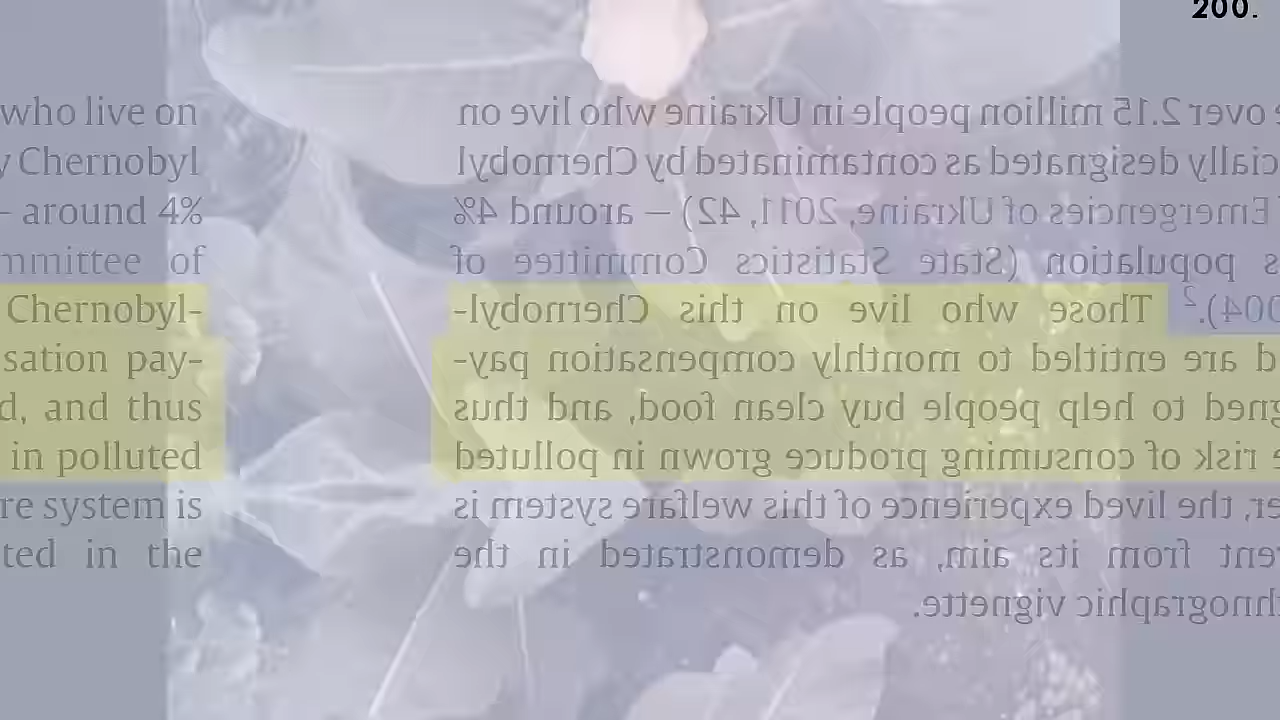 200.
who live on
y Chernobyl
– around 4%
mmittee of
Chernobyl-
sation pay-
d, and thus
in polluted
re system is
ted in the
e over 2.15 million people in Ukraine who live on
cially designated as contaminated by Chernobyl
Emergencies of Ukraine, 2011, 42) – around 4%
s population (State Statistics Committee of
004).² Those who live on this Chernobyl-
d are entitled to monthly compensation pay-
gned to help people buy clean food, and thus
e risk of consuming produce grown in polluted
er, the lived experience of this welfare system is
ent from its aim, as demonstrated in the
hnographic vignette.